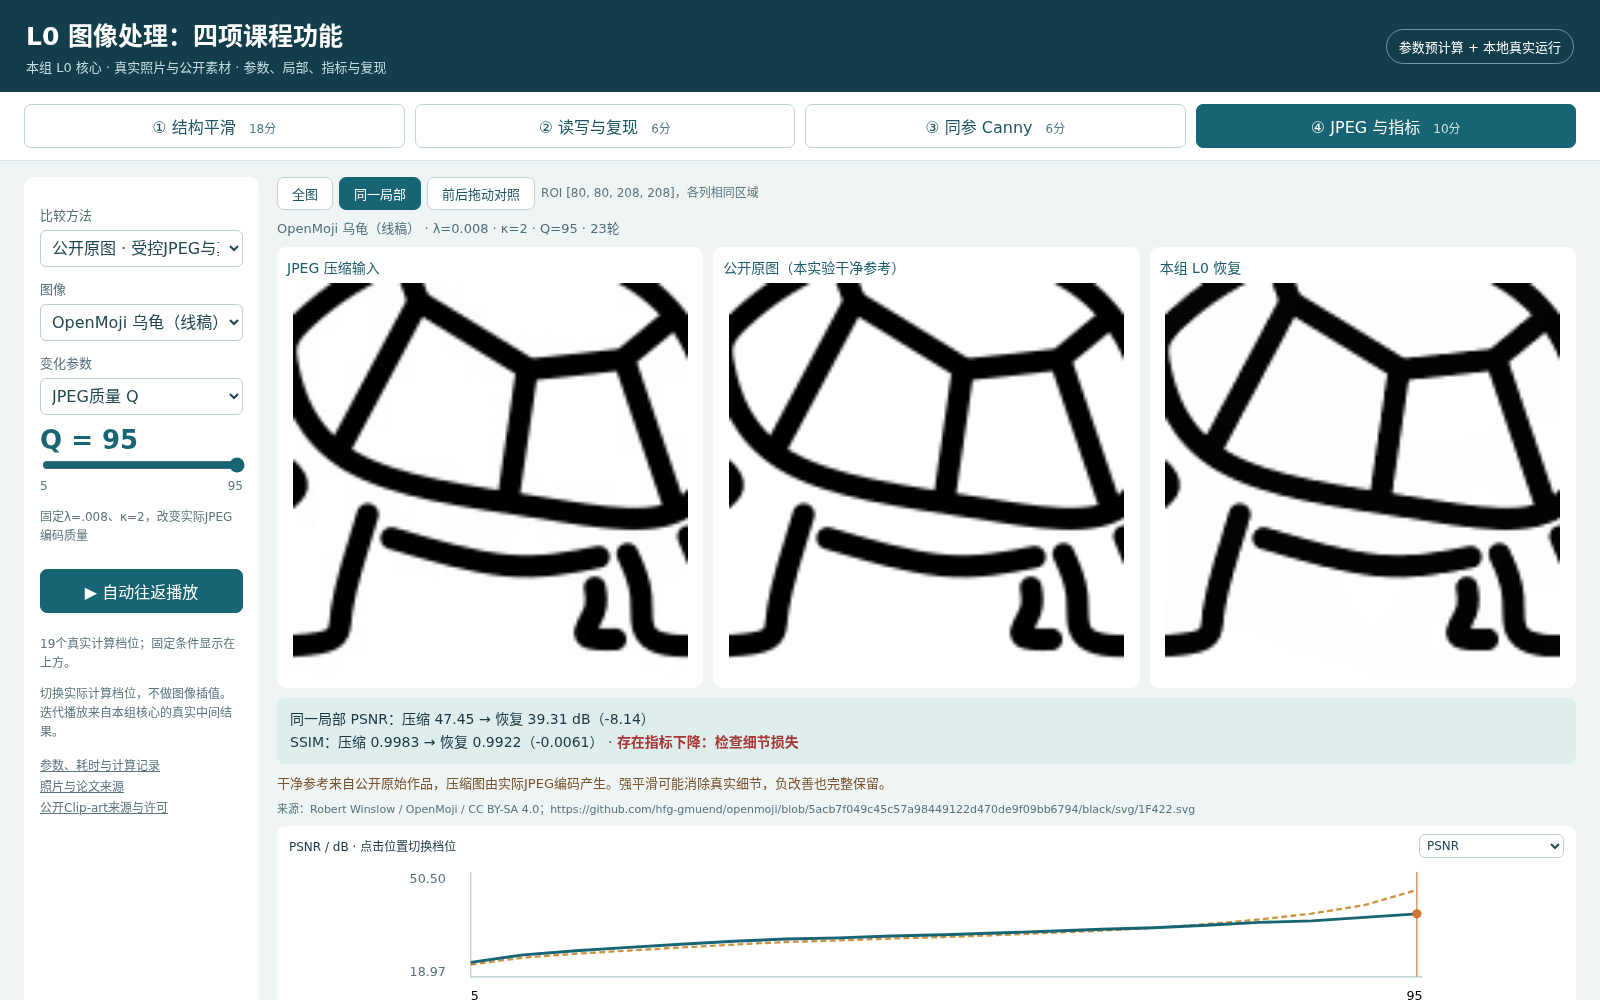 L0 图像处理：四项课程功能
本组 L0 核心 · 真实照片与公开素材 · 参数、局部、指标与复现
参数预计算 + 本地真实运行
① 结构平滑 18分
② 读写与复现 6分
③ 同参 Canny 6分
④ JPEG 与指标 10分
比较方法
公开原图 · 受控JPEG与
图像
OpenMoji 乌龟（线稿）
变化参数
JPEG质量 Q
Q = 95
5 95
固定λ=.008、κ=2，改变实际JPEG
编码质量
▶ 自动往返播放
19个真实计算档位；固定条件显示在
上方。
切换实际计算档位，不做图像插值。
迭代播放来自本组核心的真实中间结
果。
参数、耗时与计算记录
照片与论文来源
公开Clip-art来源与许可
全图 同一局部 前后拖动对照 ROI [80, 80, 208, 208]，各列相同区域
OpenMoji 乌龟（线稿） · λ=0.008 · κ=2 · Q=95 · 23轮
JPEG 压缩输入
公开原图（本实验干净参考）
本组 L0 恢复
同一局部 PSNR：压缩 47.45 → 恢复 39.31 dB（-8.14）
SSIM：压缩 0.9983 → 恢复 0.9922（-0.0061） · 存在指标下降：检查细节损失
干净参考来自公开原始作品，压缩图由实际JPEG编码产生。强平滑可能消除真实细节，负改善也完整保留。
来源：Robert Winslow / OpenMoji / CC BY-SA 4.0；https://github.com/hfg-gmuend/openmoji/blob/5acb7f049c45c57a98449122d470de9f09bb6794/black/svg/1F422.svg
PSNR / dB · 点击位置切换档位
PSNR
50.50
18.97
5 95